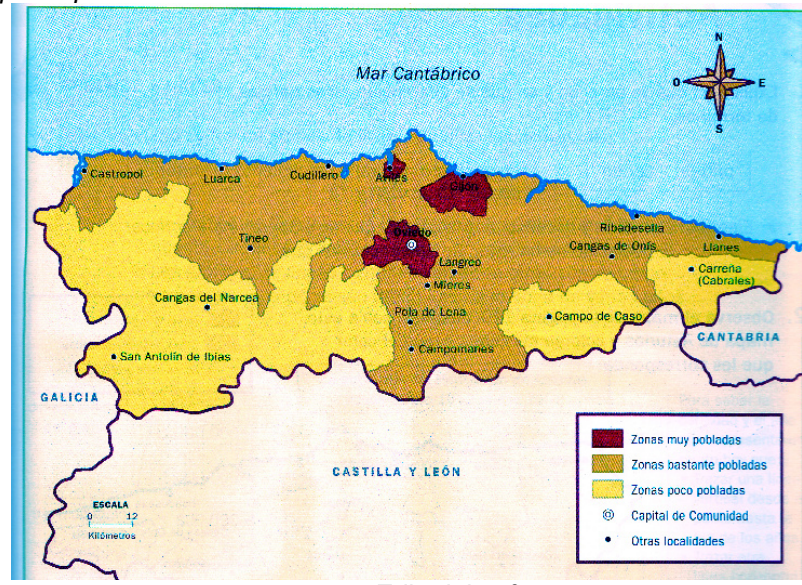 Mar Cantábrico
N
O
E
S
Castropol
Luarca
Cudillero
Avilés
Gijón
Oviedo
Tineo
Ribadesella
Cangas de Onís
Llanes
Langreo
Carreña
(Cabrales)
Mieres
Cangas del Narcea
Pola de Lena
Campo de Caso
San Antolín de Ibias
Campomanes
CANTABRIA
GALICIA
CASTILLA Y LEÓN
ESCALA
0 12
Kilómetros
Zonas muy pobladas
Zonas bastante pobladas
Zonas poco pobladas
Capital de Comunidad
Otras localidades